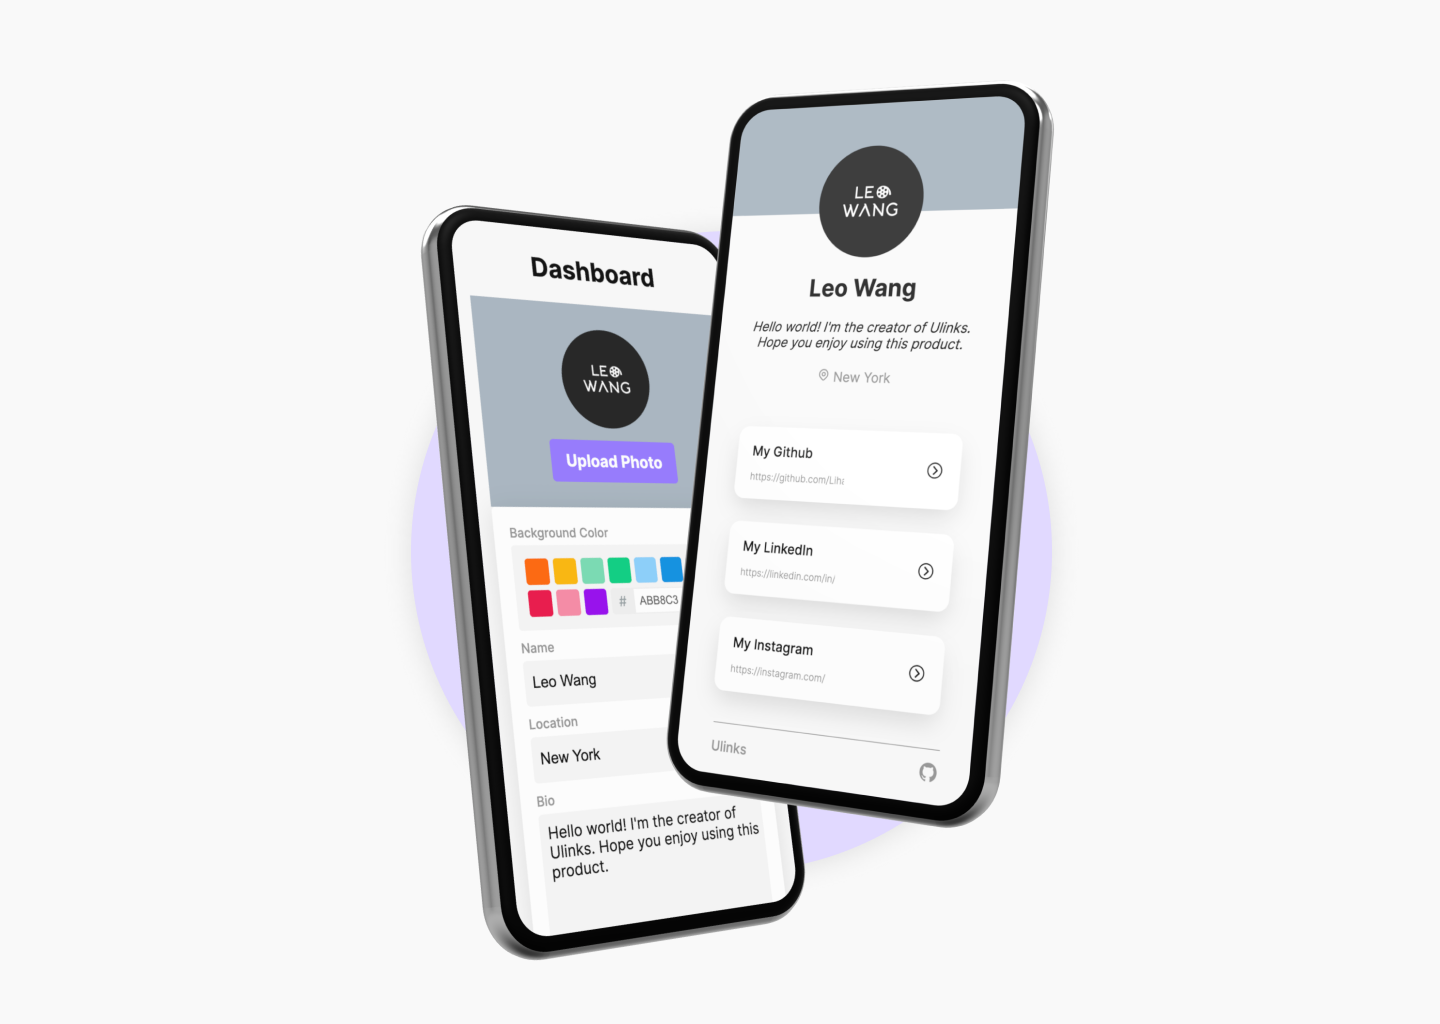 Dashboard
LEO
WANG
Upload Photo
Background Color
# ABB8C3
Name
Leo Wang
Location
New York
Bio
Hello world! I'm the creator of
Ulinks. Hope you enjoy using this
product.
LEO
WANG
Leo Wang
Hello world! I'm the creator of Ulinks.
Hope you enjoy using this product.
New York
My Github
https://github.com/Liha
My LinkedIn
https://linkedin.com/in/
My Instagram
https://instagram.com/
Ulinks